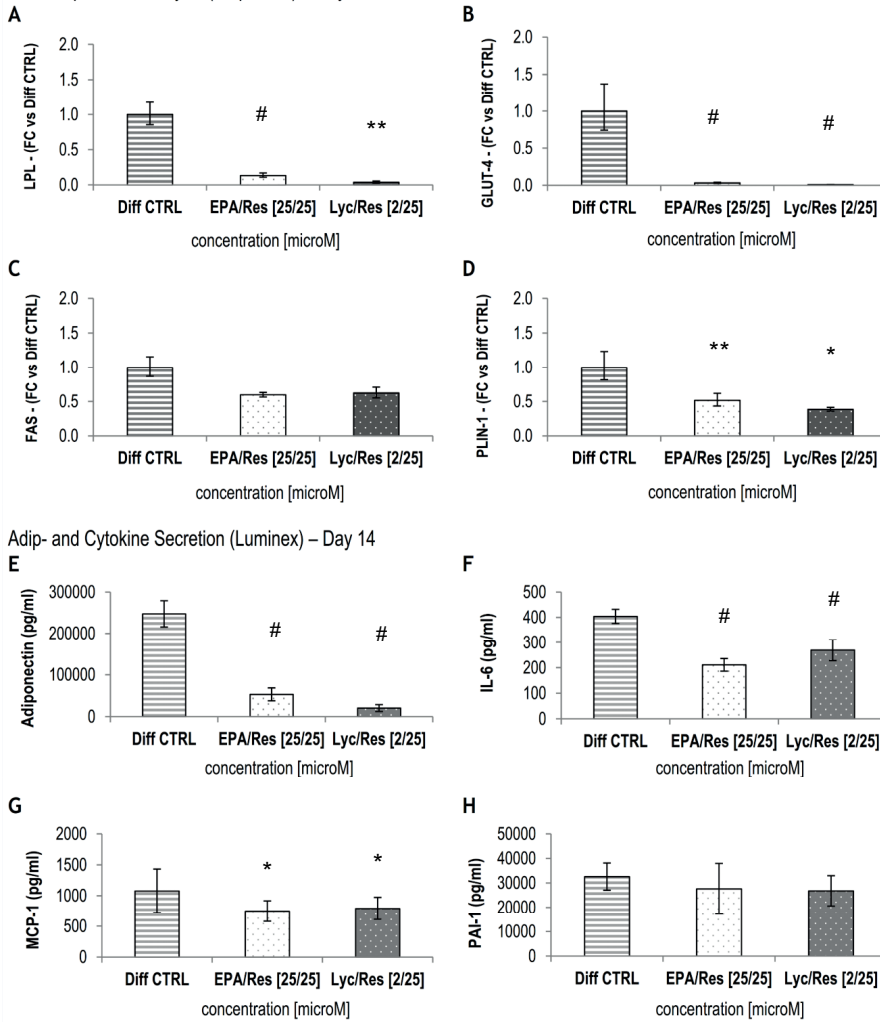 A
LPL - (FC vs Diff CTRL)
2.0
1.5
1.0
0.5
0.0
#
**
Diff CTRL EPA/Res [25/25] Lyc/Res [2/25]
concentration [microM]
B
GLUT-4 - (FC vs Diff CTRL)
2.0
1.5
1.0
0.5
0.0
#
#
Diff CTRL EPA/Res [25/25] Lyc/Res [2/25]
concentration [microM]
C
FAS - (FC vs Diff CTRL)
2.0
1.5
1.0
0.5
0.0
Diff CTRL EPA/Res [25/25] Lyc/Res [2/25]
concentration [microM]
D
PLIN-1 - (FC vs Diff CTRL)
2.0
1.5
1.0
0.5
0.0
**
*
Diff CTRL EPA/Res [25/25] Lyc/Res [2/25]
concentration [microM]
Adip- and Cytokine Secretion (Luminex) – Day 14
E
Adiponectin (pg/ml)
300000
200000
100000
0
#
#
Diff CTRL EPA/Res [25/25] Lyc/Res [2/25]
concentration [microM]
F
IL-6 (pg/ml)
500
400
300
200
100
0
#
#
Diff CTRL EPA/Res [25/25] Lyc/Res [2/25]
concentration [microM]
G
MCP-1 (pg/ml)
2000
1500
1000
500
0
*
*
Diff CTRL EPA/Res [25/25] Lyc/Res [2/25]
concentration [microM]
H
PAI-1 (pg/ml)
50000
40000
30000
20000
10000
0
Diff CTRL EPA/Res [25/25] Lyc/Res [2/25]
concentration [microM]